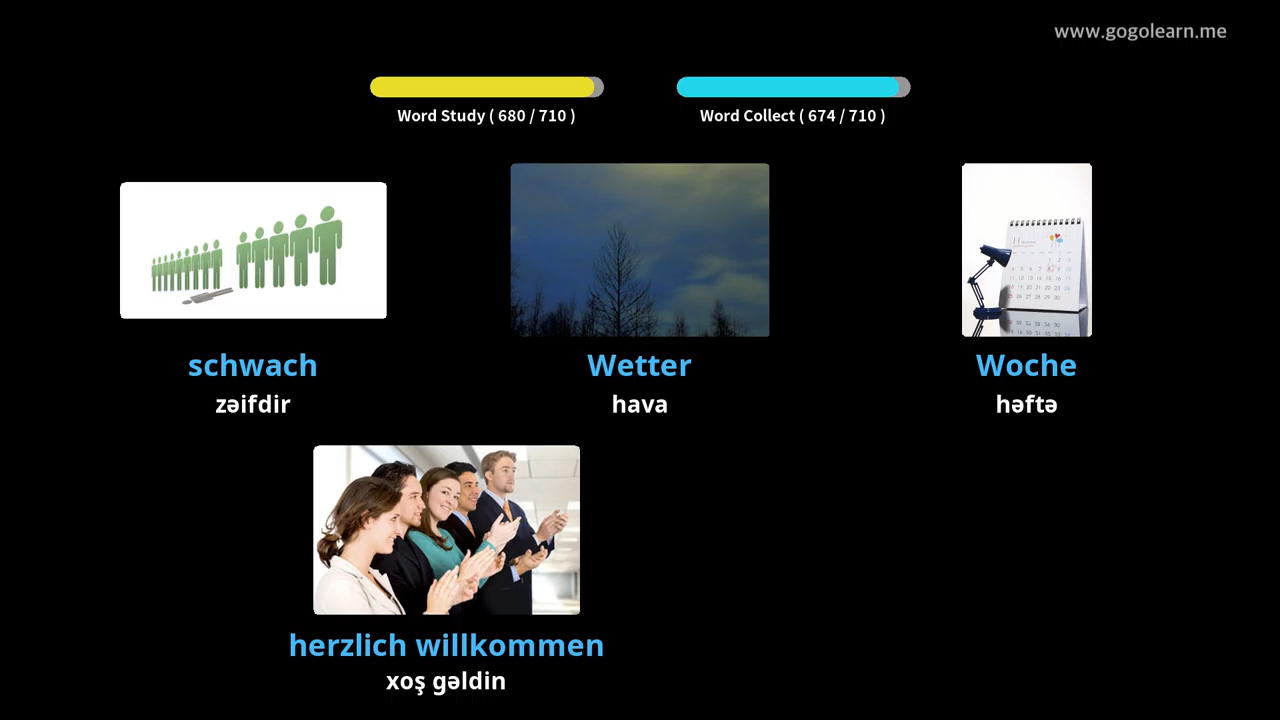 www.gogolearn.me
Word Study ( 680 / 710 )
Word Collect ( 674 / 710 )
schwach
zəifdir
Wetter
hava
Woche
həftə
herzlich willkommen
xoş gəldin